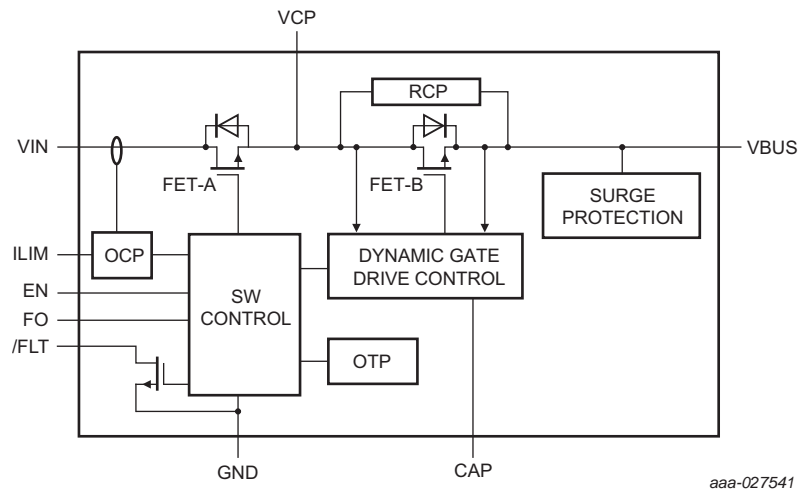 VCP
RCP
VIN
VBUS
FET-A
FET-B
SURGE
PROTECTION
ILIM
OCP
DYNAMIC GATE
DRIVE CONTROL
EN
SW
CONTROL
FO
/FLT
OTP
GND
CAP
aaa-027541